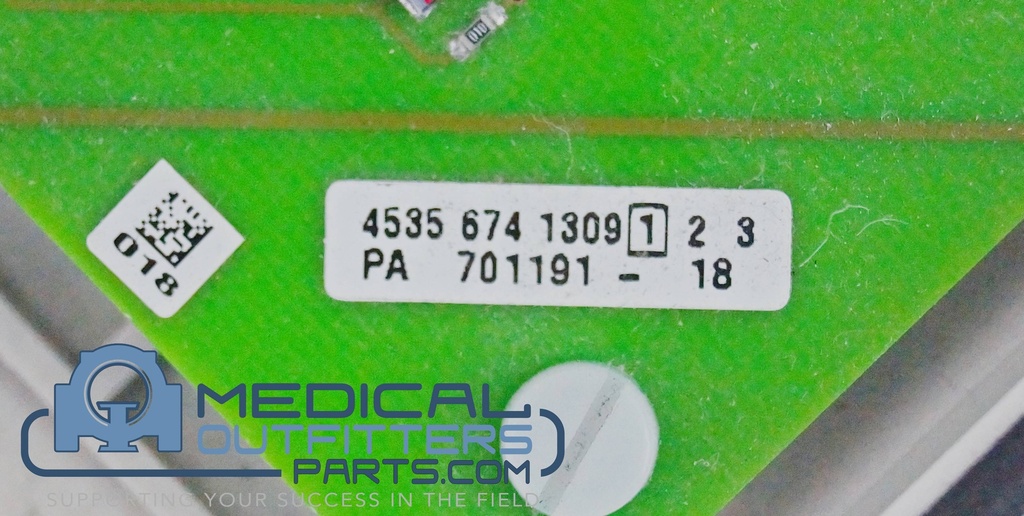 010
018
4535 674 1309 1 2 3
PA 701191 - 18
MEDICAL
OUTFITTERS
PARTS.COM
SUPPORTING YOUR SUCCESS IN THE FIELD